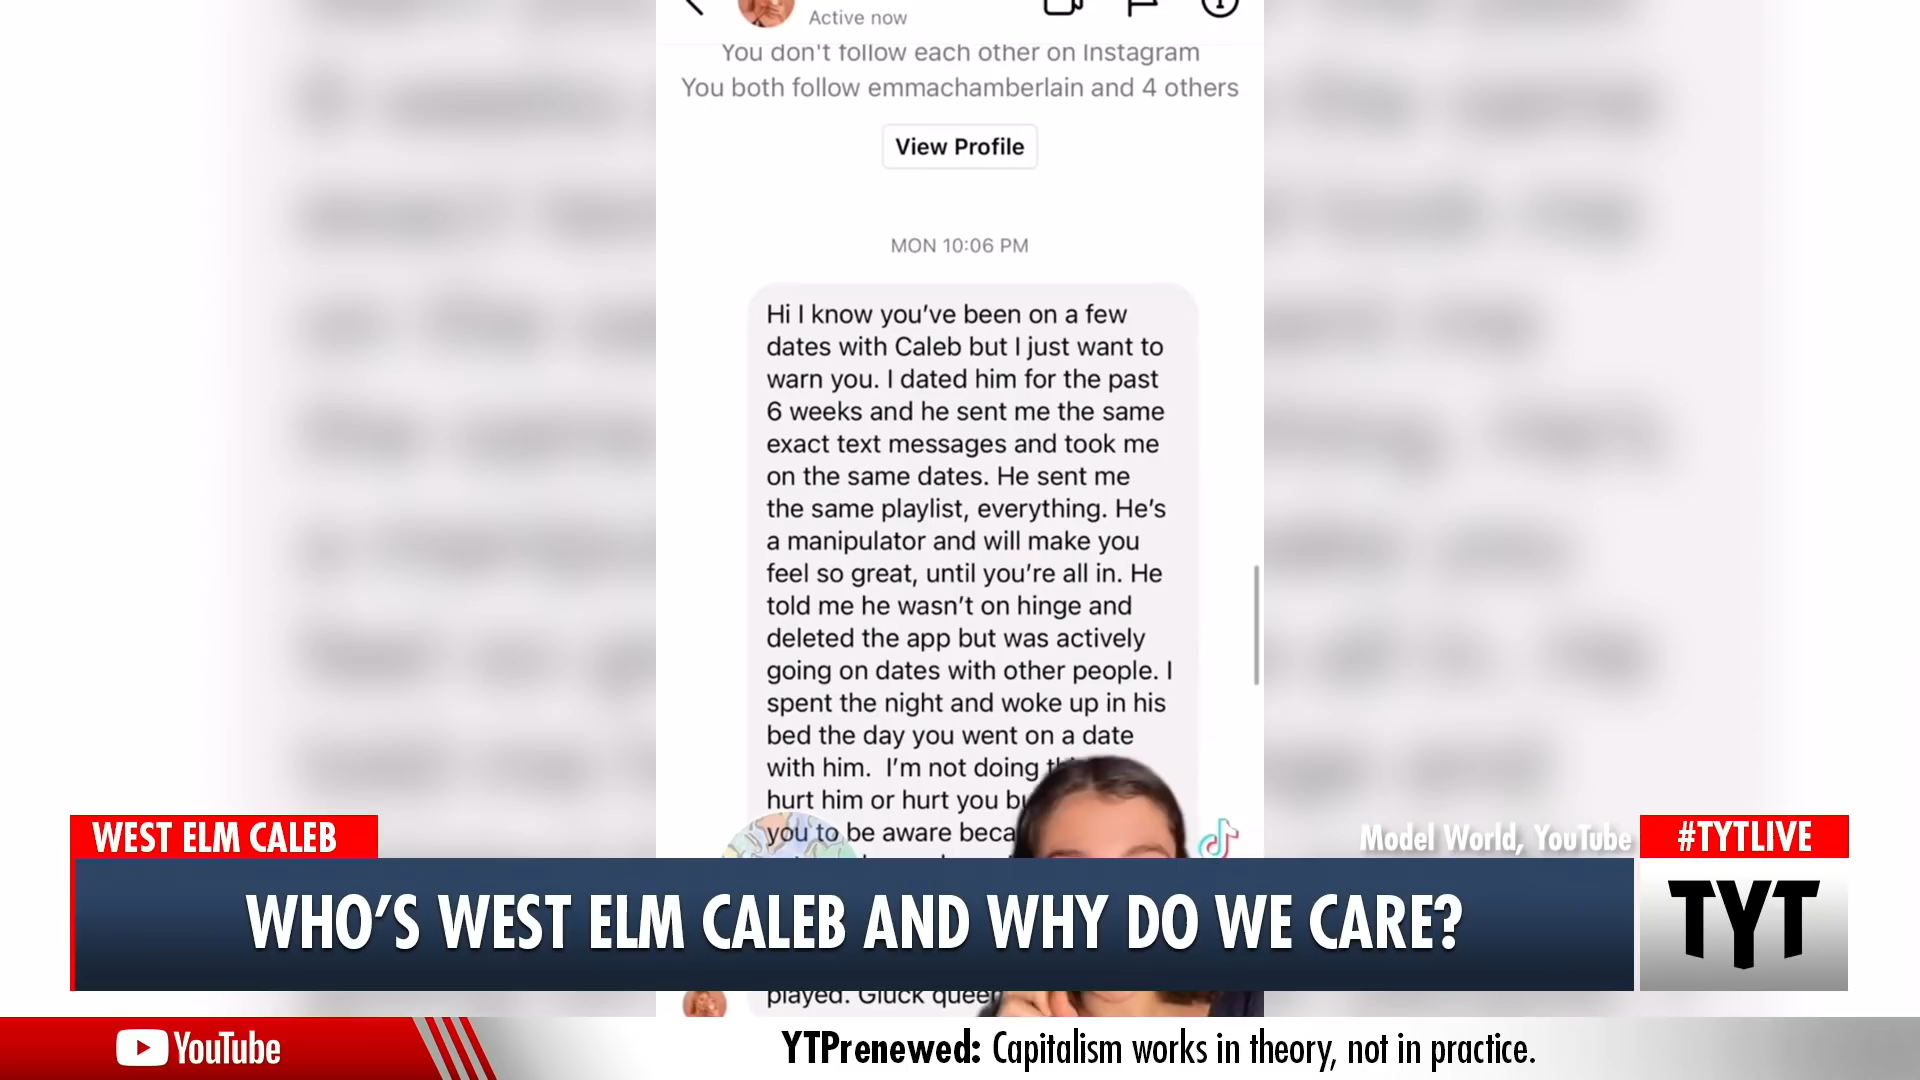 Active now
You don't follow each other on Instagram
You both follow emmachamberlain and 4 others
View Profile
MON 10:06 PM
Hi I know you've been on a few
dates with Caleb but I just want to
warn you. I dated him for the past
6 weeks and he sent me the same
exact text messages and took me
on the same dates. He sent me
the same playlist, everything. He's
a manipulator and will make you
feel so great, until you're all in. He
told me he wasn't on hinge and
deleted the app but was actively
going on dates with other people. I
spent the night and woke up in his
bed the day you went on a date
with him. I'm not doing
hurt him or hurt you
you to be aware
played. Gluck queen
WEST ELM CALEB
Model World, YouTube
#TYTLIVE
WHO'S WEST ELM CALEB AND WHY DO WE CARE?
TYT
YouTube
YTPrenewed: Capitalism works in theory, not in practice.